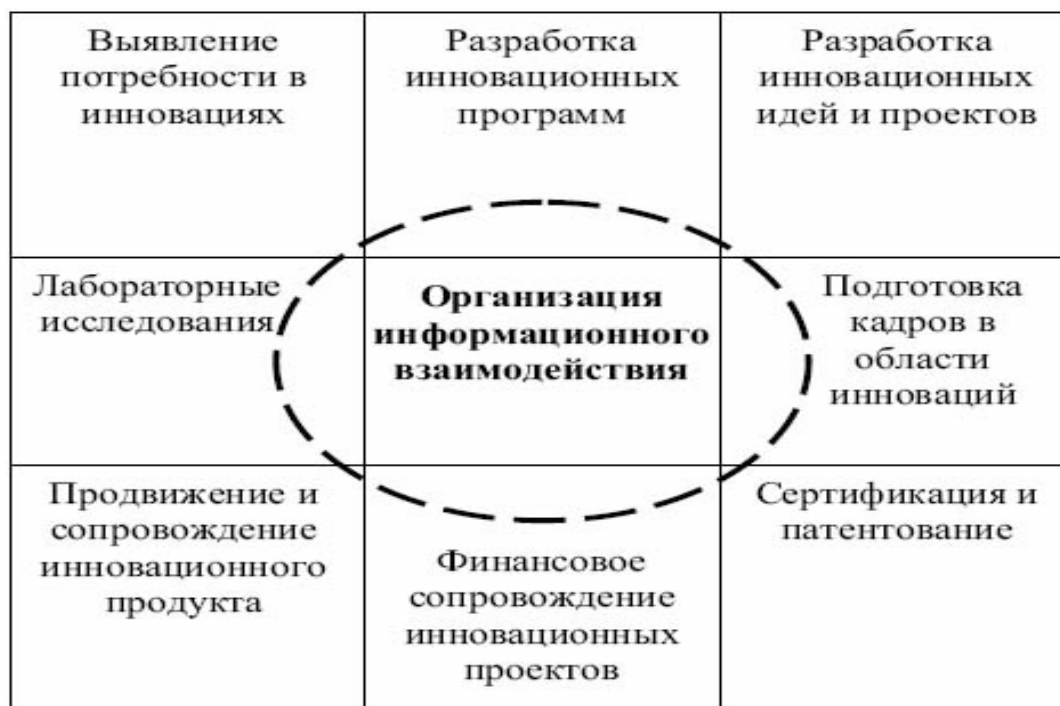 Выявление
потребности в
инновациях
Разработка
инновационных
программ
Разработка
инновационных
идей и проектов
Лабораторные
исследования
Организация
информационного
взаимодействия
Подготовка
кадров в
области
инноваций
Продвижение и
сопровождение
инновационного
продукта
Финансовое
сопровождение
инновационных
проектов
Сертификация и
патентование